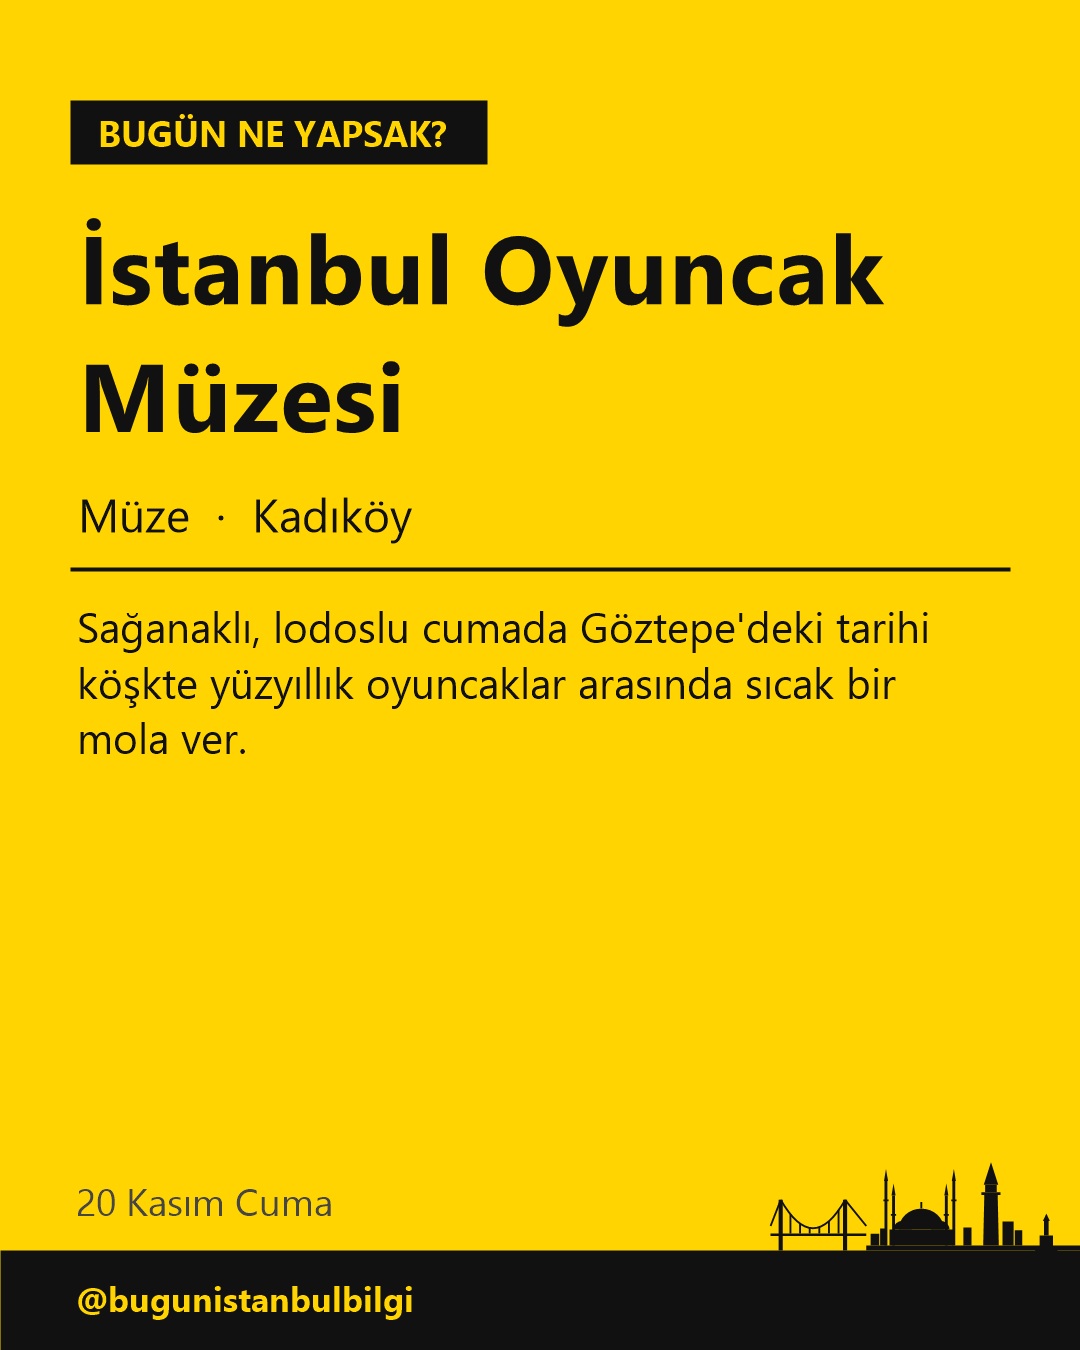 BUGÜN NE YAPSAK?
İstanbul Oyuncak
Müzesi
Müze · Kadıköy
Sağanaklı, lodoslu cumada Göztepe'deki tarihi
köşkte yüzyıllık oyuncaklar arasında sıcak bir
mola ver.
20 Kasım Cuma
@bugunistanbulbilgi